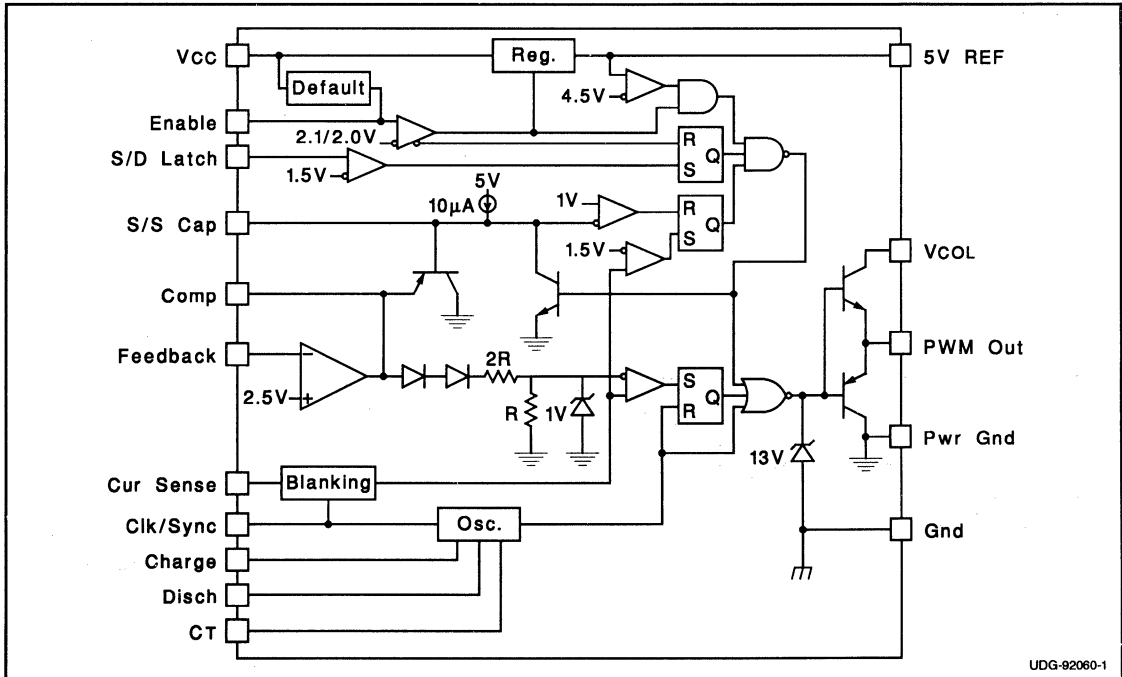 VCC
Reg.
5V REF
Default
4.5V
Enable
2.1/2.0V
R
Q
S
S/D Latch
1.5V
5V
10µA
1V
R
Q
S
S/S Cap
1.5V
VCOL
Comp
Feedback
2R
PWM Out
2.5V
R
1V
S
Q
R
13V
Pwr Gnd
Cur Sense
Blanking
Clk/Sync
Osc.
Gnd
Charge
Disch
CT
UDG-92060-1